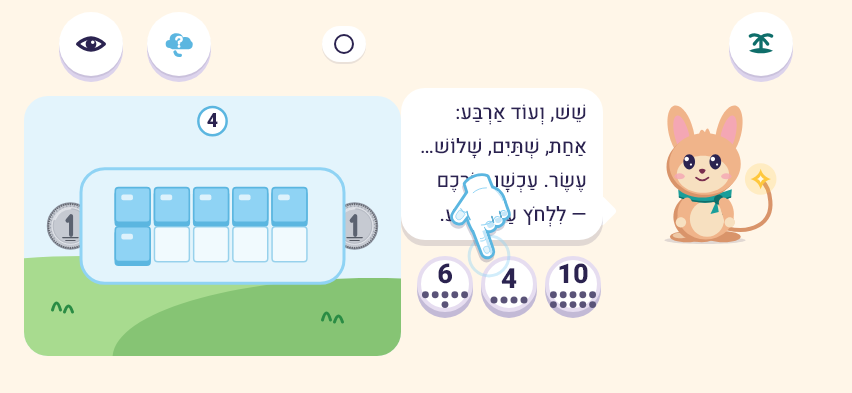 4
שֵׁשׁ, וְעוֹד אַרְבַּע:
אַחַת, שְׁתַּיִם, שָׁלוֹשׁ...
עֶשֶׂר.
— לִלְחֹץ
1 1
6 4 10